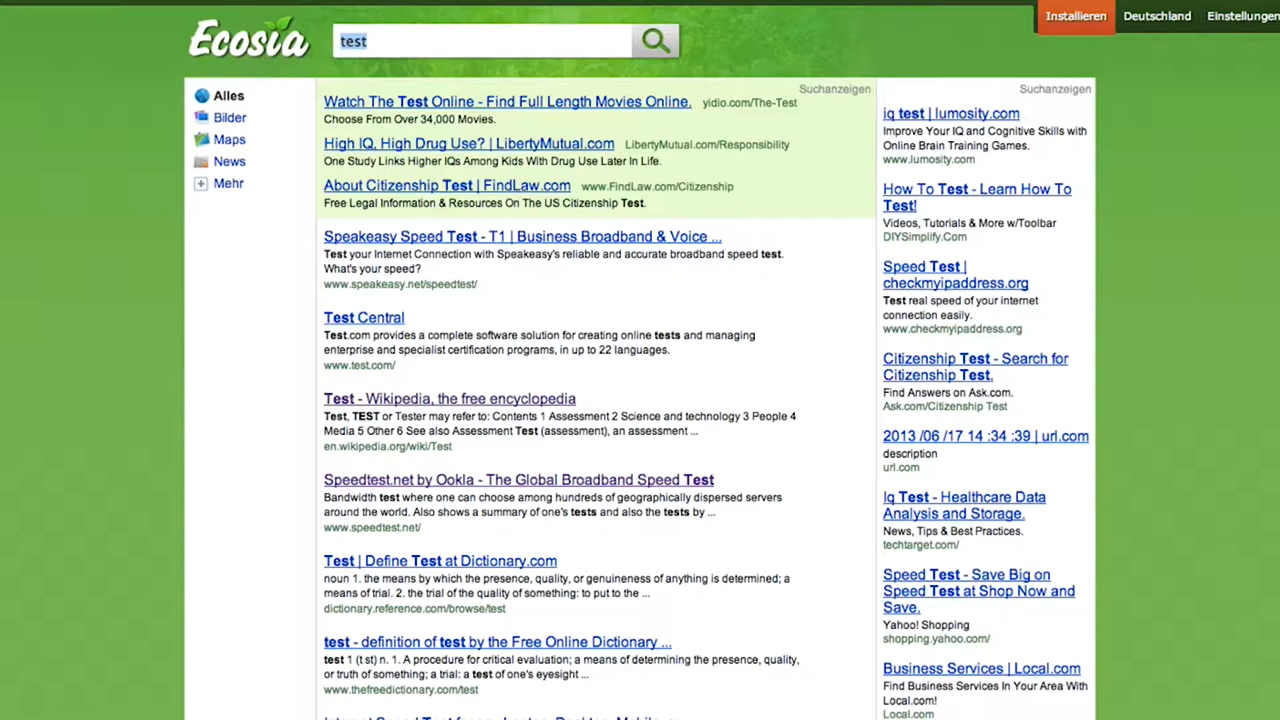 Installieren Deutschland Einstellungen
Ecosia
test
Alles
Bilder
Maps
News
Mehr
Suchanzeigen
Watch The Test Online - Find Full Length Movies Online. yidio.com/The-Test
Choose From Over 34,000 Movies.
High IQ, High Drug Use? | LibertyMutual.com LibertyMutual.com/Responsibility
One Study Links Higher IQs Among Kids With Drug Use Later In Life.
About Citizenship Test | FindLaw.com www.FindLaw.com/Citizenship
Free Legal Information & Resources On The US Citizenship Test.
Speakeasy Speed Test - T1 | Business Broadband & Voice ...
Test your Internet Connection with Speakeasy's reliable and accurate broadband speed test.
What's your speed?
www.speakeasy.net/speedtest/
Test Central
Test.com provides a complete software solution for creating online tests and managing
enterprise and specialist certification programs, in up to 22 languages.
www.test.com/
Test - Wikipedia, the free encyclopedia
Test, TEST or Tester may refer to: Contents 1 Assessment 2 Science and technology 3 People 4
Media 5 Other 6 See also Assessment Test (assessment), an assessment ...
en.wikipedia.org/wiki/Test
Speedtest.net by Ookla - The Global Broadband Speed Test
Bandwidth test where one can choose among hundreds of geographically dispersed servers
around the world. Also shows a summary of one's tests and also the tests by ...
www.speedtest.net/
Test | Define Test at Dictionary.com
noun 1. the means by which the presence, quality, or genuineness of anything is determined; a
means of trial. 2. the trial of the quality of something: to put to the ...
dictionary.reference.com/browse/test
test - definition of test by the Free Online Dictionary ...
test 1 (t st) n. 1. A procedure for critical evaluation; a means of determining the presence, quality,
or truth of something; a trial: a test of one's eyesight ...
www.thefreedictionary.com/test
Suchanzeigen
iq test | lumosity.com
Improve Your IQ and Cognitive Skills with
Online Brain Training Games.
www.lumosity.com
How To Test - Learn How To
Test!
Videos, Tutorials & More w/Toolbar
DIYSimplify.Com
Speed Test |
checkmyipaddress.org
Test real speed of your internet
connection easily.
www.checkmyipaddress.org
Citizenship Test - Search for
Citizenship Test.
Find Answers on Ask.com.
Ask.com/Citizenship Test
2013 /06 /17 14 :34 :39 | url.com
description
url.com
Iq Test - Healthcare Data
Analysis and Storage.
News, Tips & Best Practices.
techtarget.com/
Speed Test - Save Big on
Speed Test at Shop Now and
Save.
Yahoo! Shopping
shopping.yahoo.com/
Business Services | Local.com
Find Business Services In Your Area With
Local.com!
Local.com